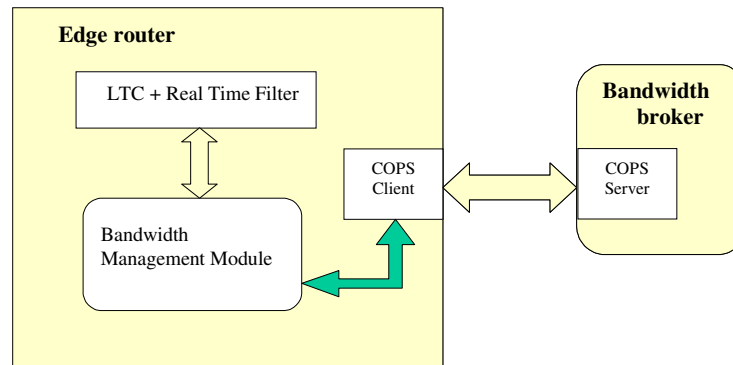 Edge router
LTC + Real Time Filter
Bandwidth
Management Module
COPS
Client
Bandwidth
broker
COPS
Server